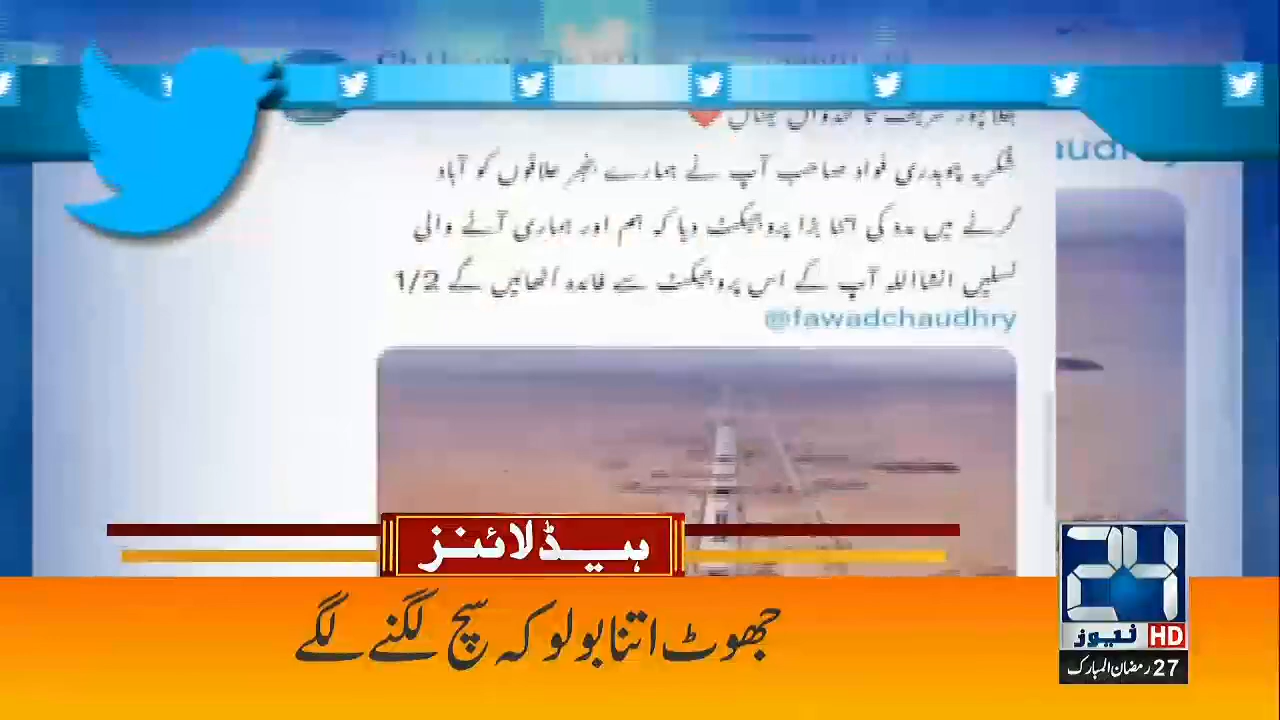 شکریہ چوہدری فواد صاحب آپ نے ہمارے بنجر علاقوں کو آباد
کرنے میں مدد کی اتنا بڑا پروجیکٹ دیا کہ ہم اور ہماری آنے والی
نسلیں انشااللہ آپ کے اس پروجیکٹ سے فائدہ اٹھائیں گے 1/2
@fawadchaudhry
ہیڈلائنز
جھوٹ اتنا بولو کہ سچ لگنے لگے
24
نیوز HD
27 رمضان المبارک